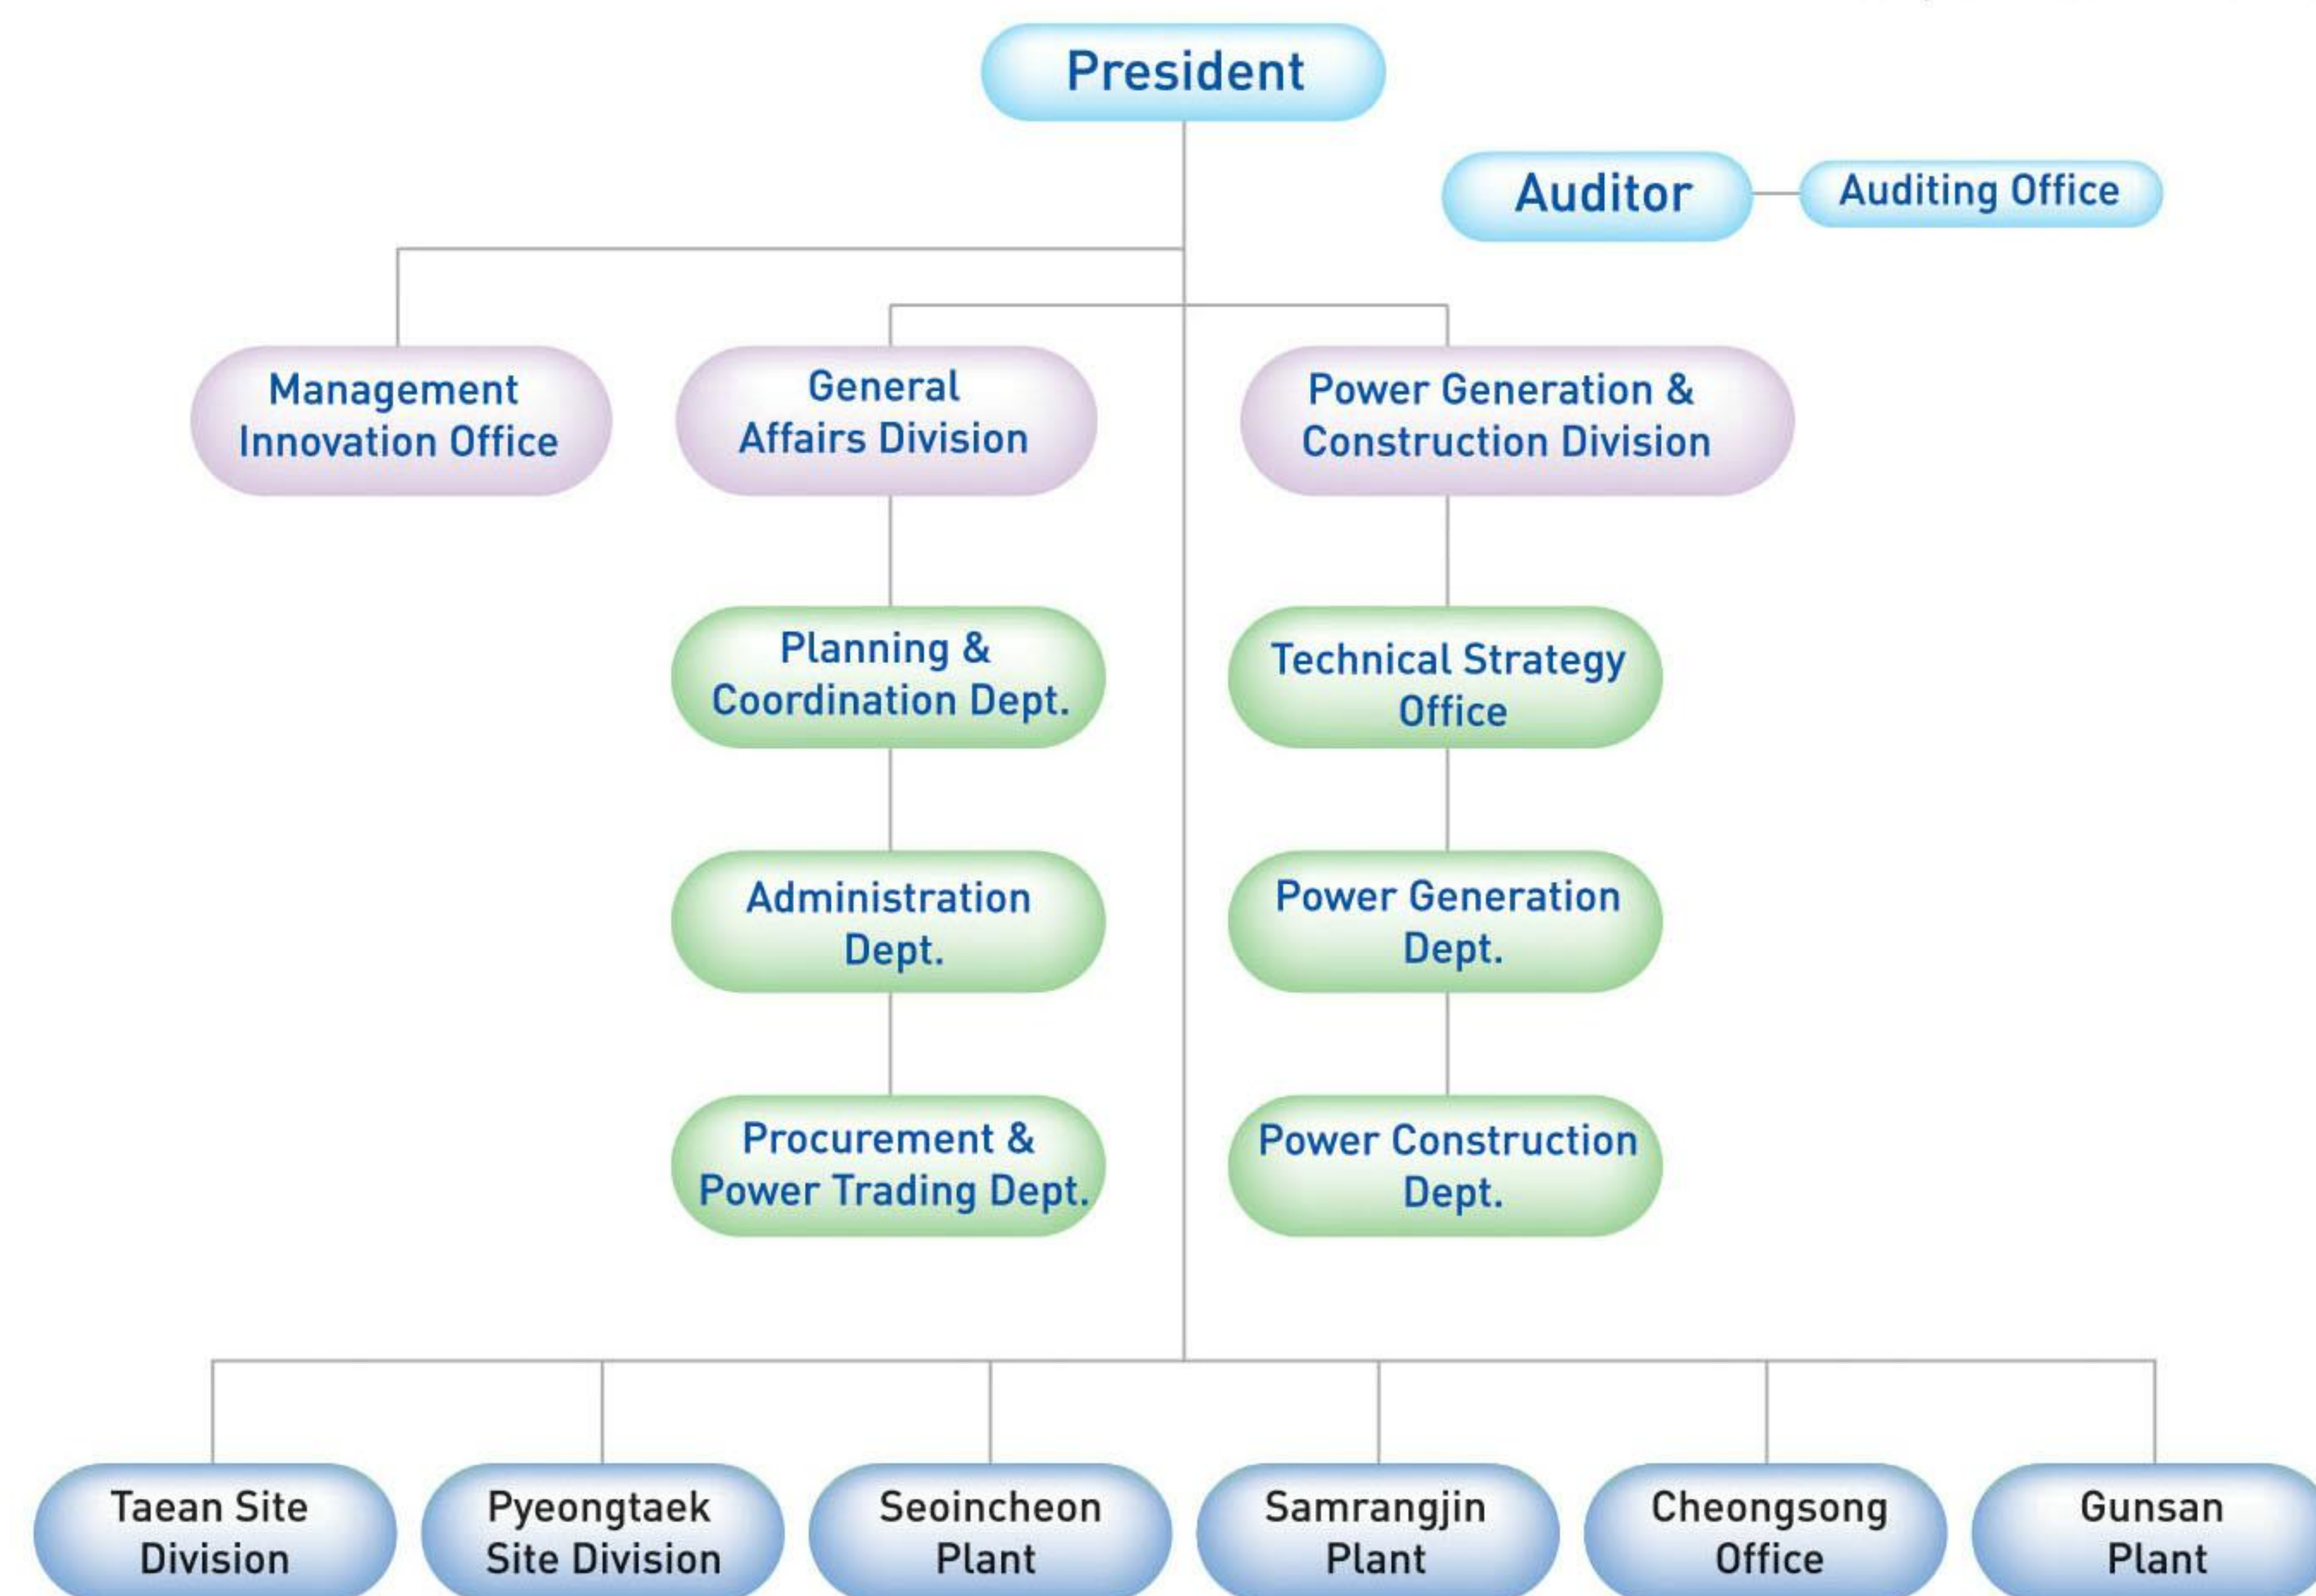 President
Auditor
Auditing Office
Management
Innovation Office
General
Affairs Division
Power Generation &
Construction Division
Planning &
Coordination Dept.
Technical Strategy
Office
Administration
Dept.
Power Generation
Dept.
Procurement &
Power Trading Dept.
Power Construction
Dept.
Taean Site
Division
Pyeongtaek
Site Division
Seoincheon
Plant
Samrangjin
Plant
Cheongsong
Office
Gunsan
Plant